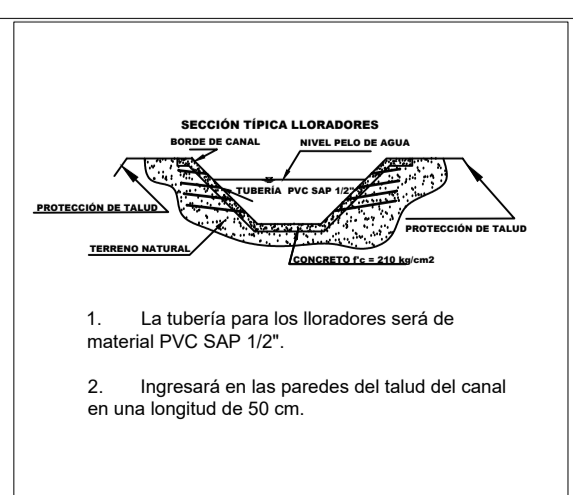 SECCIÓN TÍPICA LLORADORES
BORDE DE CANAL
NIVEL PELO DE AGUA
TUBERÍA PVC SAP 1/2"
PROTECCIÓN DE TALUD
PROTECCIÓN DE TALUD
TERRENO NATURAL
CONCRETO f'c = 210 kg/cm2
1. La tubería para los lloradores será de
material PVC SAP 1/2".
2. Ingresará en las paredes del talud del canal
en una longitud de 50 cm.